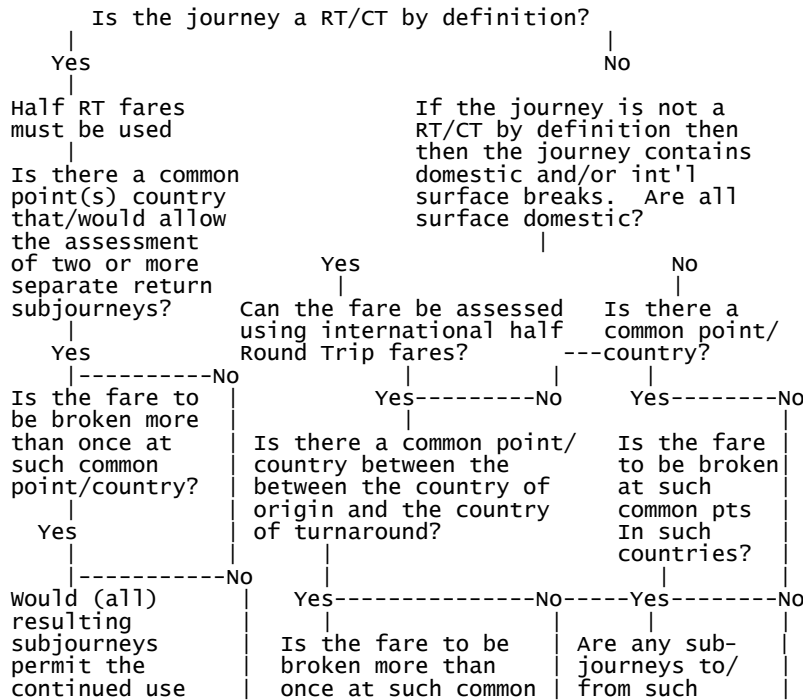 Is the journey a RT/CT by definition?
|                                        |
Yes                                      No
|
Half RT fares              If the journey is not a
must be used               RT/CT by definition then
|                          then the journey contains
Is there a common          domestic and/or int'l
point(s) country           surface breaks.  Are all
that/would allow           surface domestic?
the assessment                      |
of two or more       Yes                      No
separate return       |                       |
subjourneys?    Can the fare be assessed   Is there a
|               using international half   common point/
Yes             Round Trip fares?      ---country?
|----------No              |          |      |
Is the fare to  |        Yes---------No    Yes--------No
be broken more  |          |                          |
than once at    | Is there a common point/   Is the fare |
such common     | country between the        to be broken|
point/country?  | between the country of     at such     |
|               | origin and the country     common pts  |
Yes             | of turnaround?             In such     |
|               |      |                     countries?  |
|-----------No         |                        |        |
Would (all)      |   Yes---------------No-----Yes--------No
resulting        |    |                |       |         |
subjourneys      |  Is the fare to be  |  Are any sub-   |
permit the       |  broken more than   |  journeys to/   |
continued use    |  once at such common |  from such     |